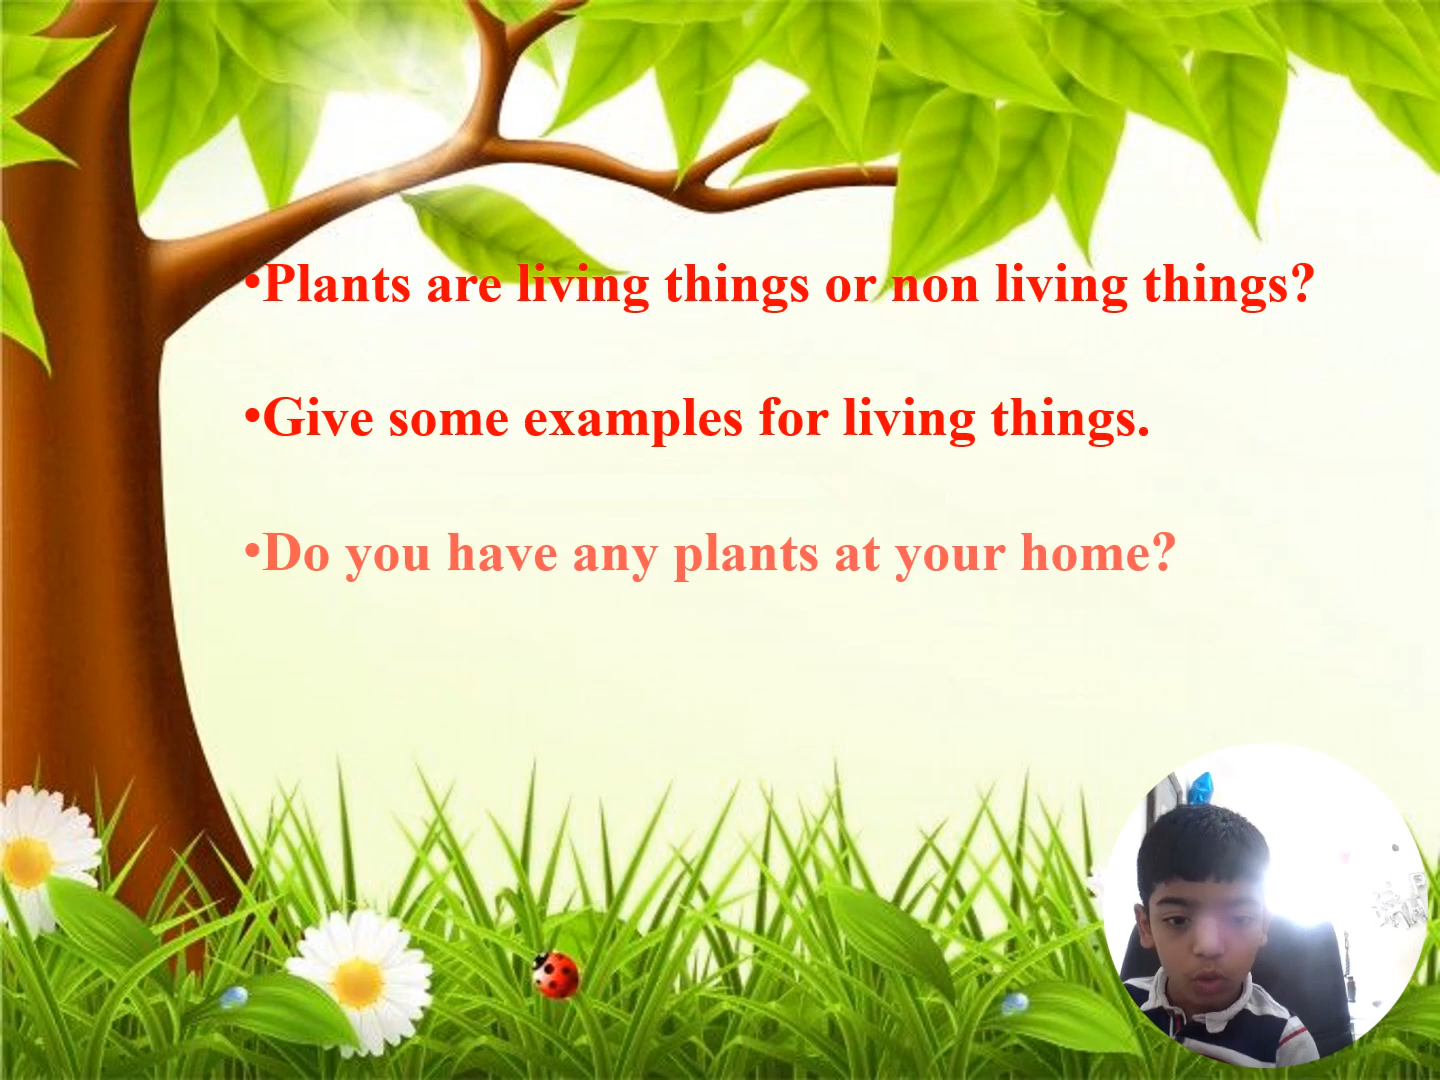 •Plants are living things or non living things?
•Give some examples for living things.
•Do you have any plants at your home?